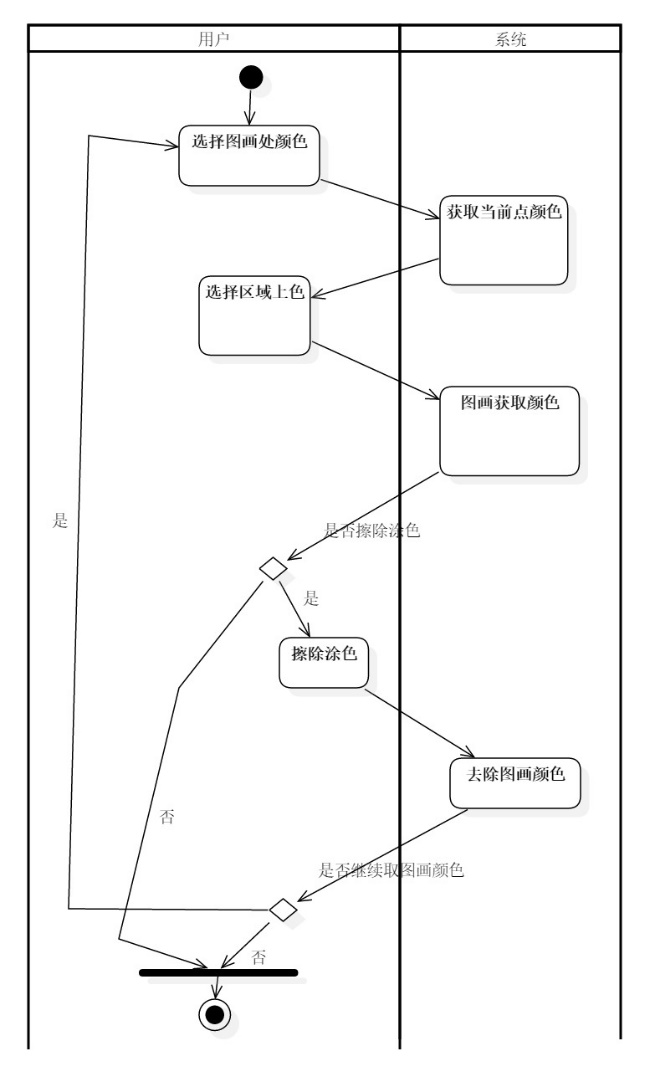 用户
系统
选择图画处颜色
获取当前点颜色
选择区域上色
图画获取颜色
是
是否擦除涂色
是
擦除涂色
去除图画颜色
否
是否继续取图画颜色
否